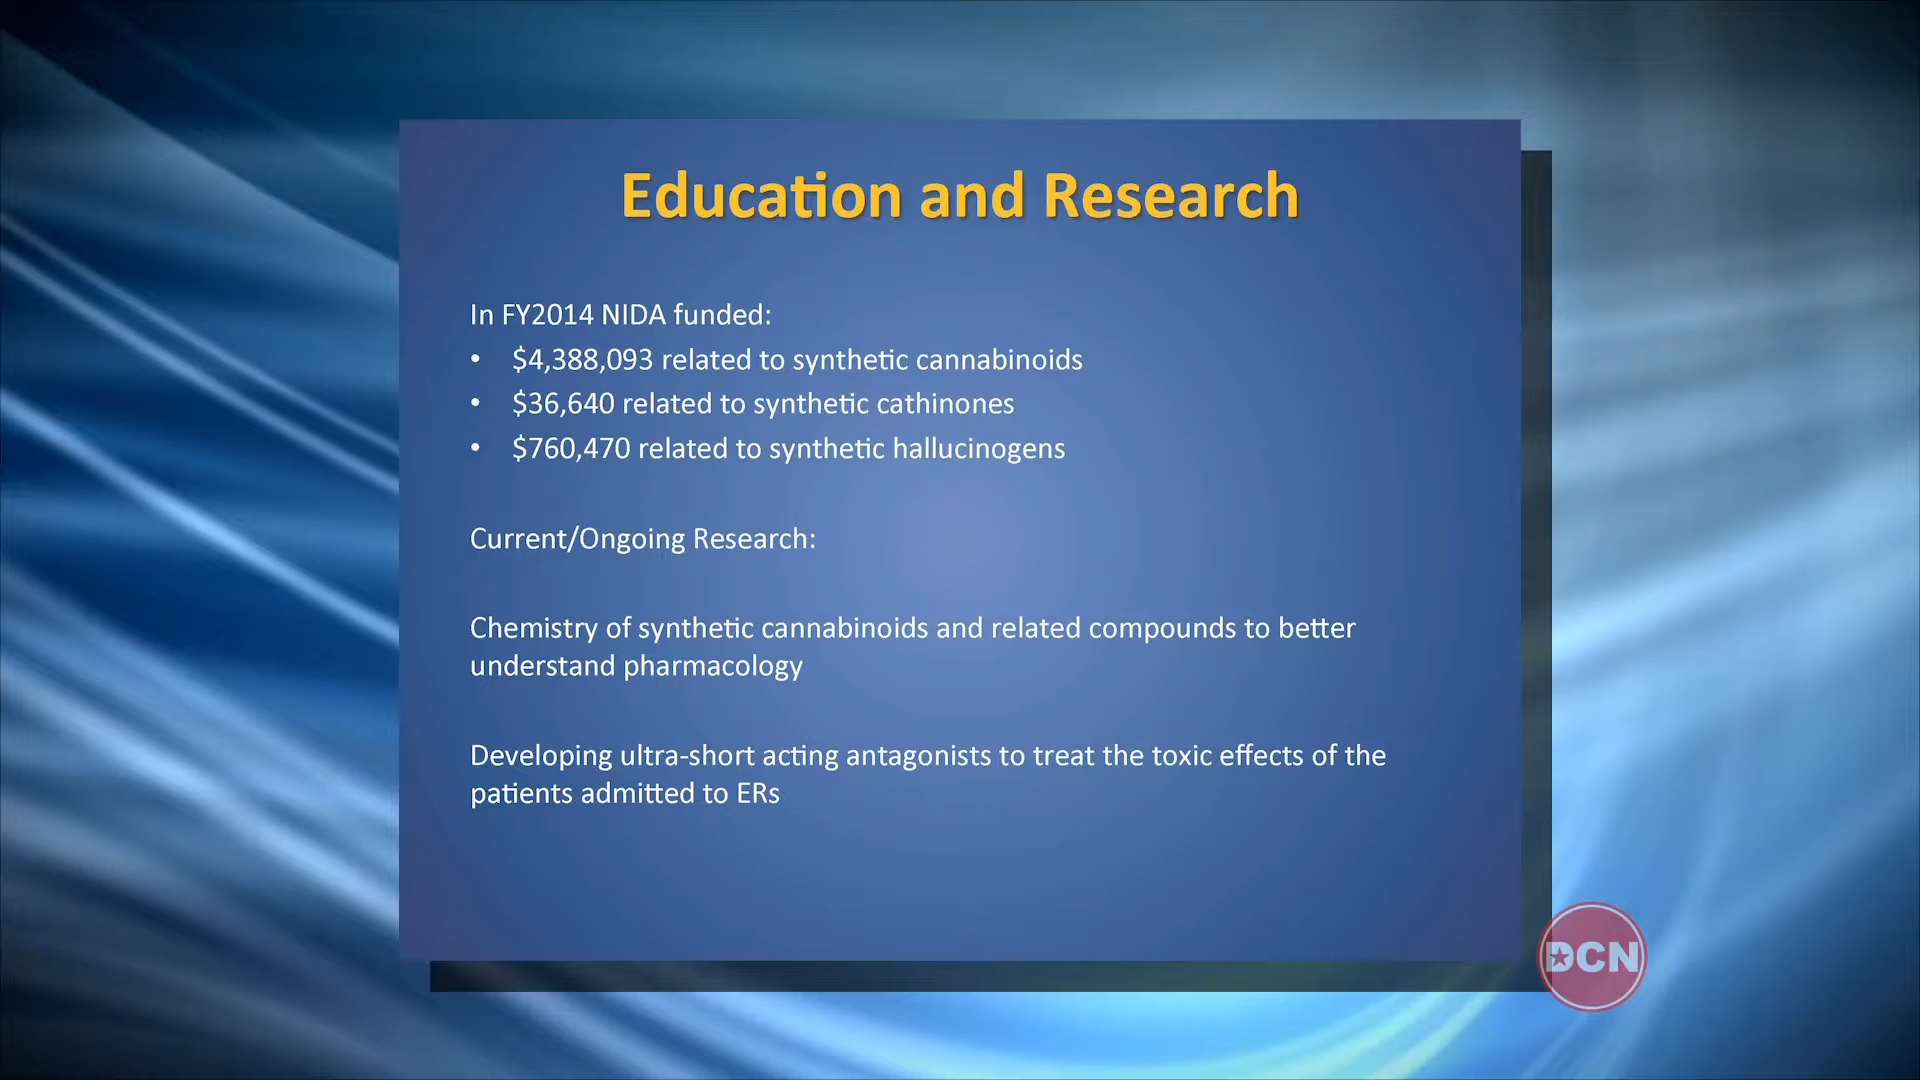 Education and Research
In FY2014 NIDA funded:
• $4,388,093 related to synthetic cannabinoids
• $36,640 related to synthetic cathinones
• $760,470 related to synthetic hallucinogens
Current/Ongoing Research:
Chemistry of synthetic cannabinoids and related compounds to better
understand pharmacology
Developing ultra-short acting antagonists to treat the toxic effects of the
patients admitted to ERs
DCN